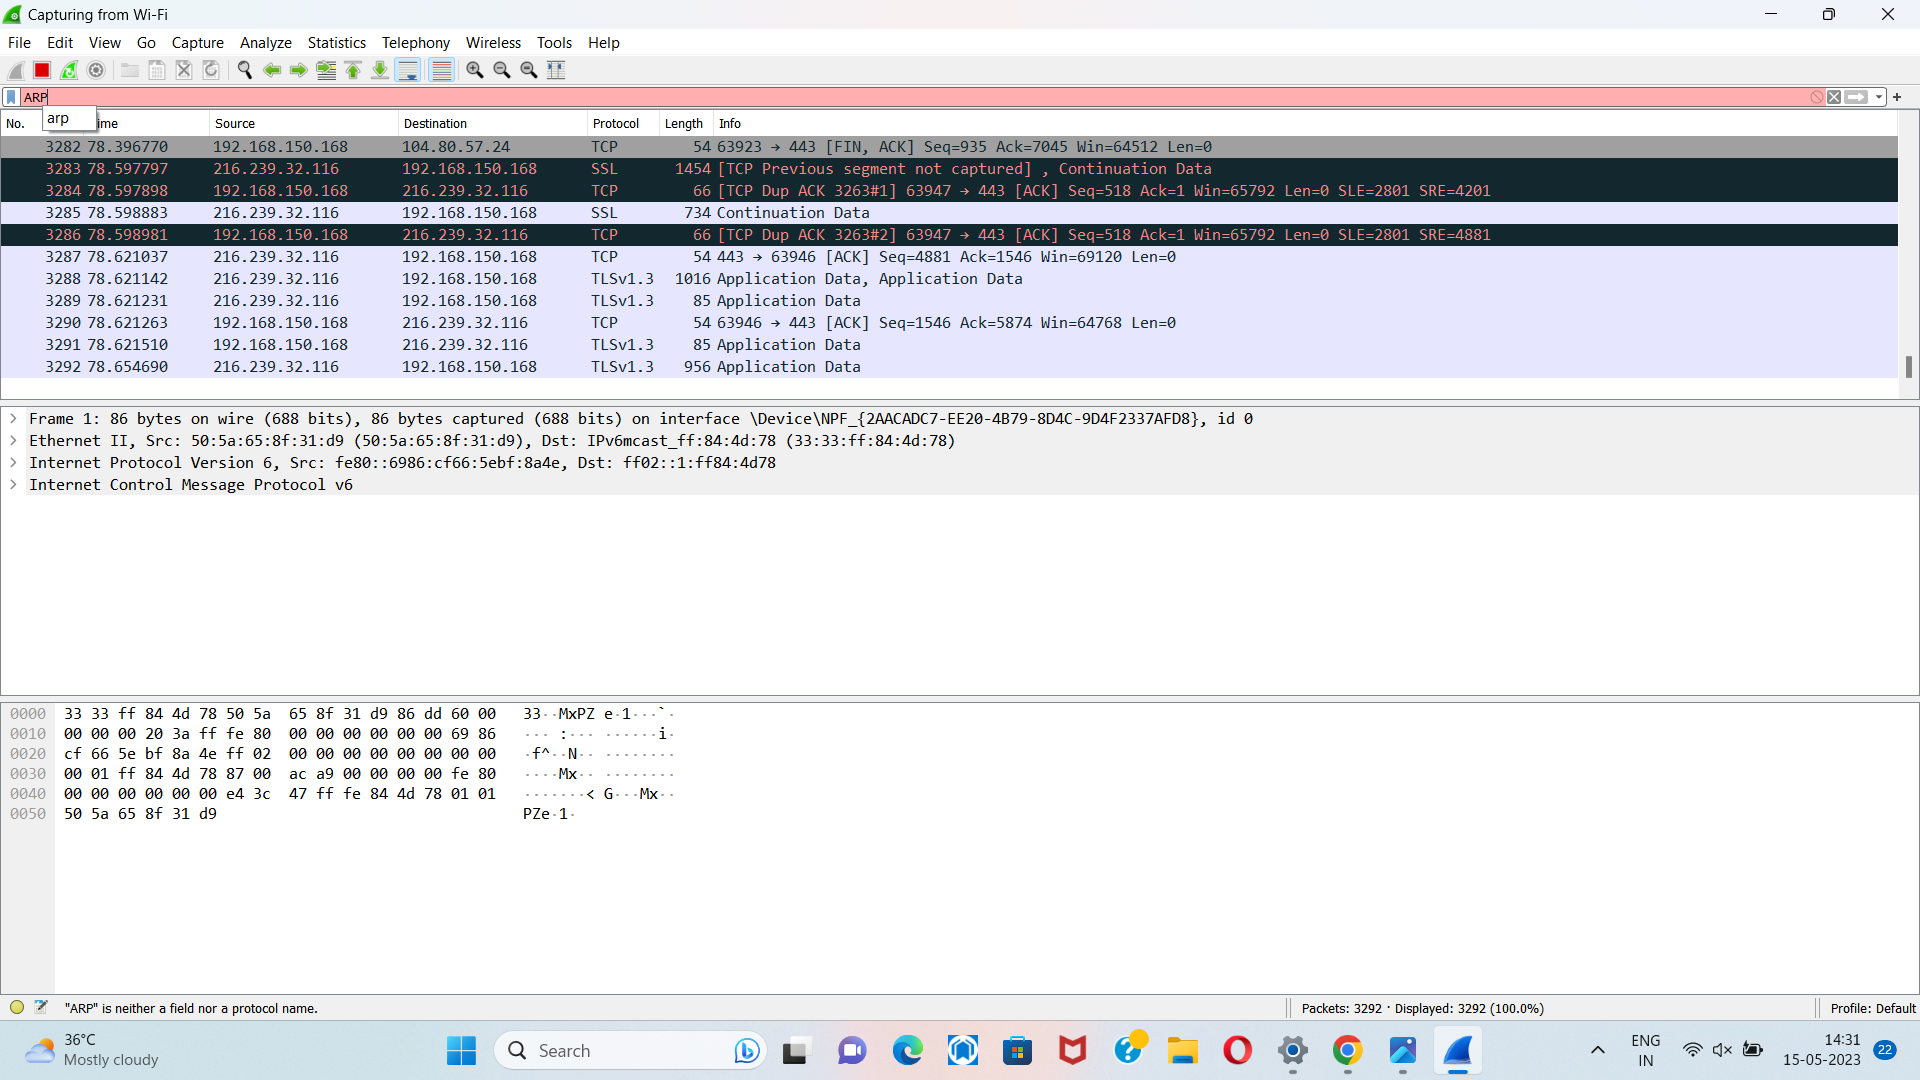 Capturing from Wi-Fi
File Edit View Go Capture Analyze Statistics Telephony Wireless Tools Help
ARP
arp
No. ime Source Destination Protocol Length Info
3282 78.396770 192.168.150.168 104.80.57.24 TCP 54 63923 → 443 [FIN, ACK] Seq=935 Ack=7045 Win=64512 Len=0
3283 78.597797 216.239.32.116 192.168.150.168 SSL 1454 [TCP Previous segment not captured] , Continuation Data
3284 78.597898 192.168.150.168 216.239.32.116 TCP 66 [TCP Dup ACK 3263#1] 63947 → 443 [ACK] Seq=518 Ack=1 Win=65792 Len=0 SLE=2801 SRE=4201
3285 78.598883 216.239.32.116 192.168.150.168 SSL 734 Continuation Data
3286 78.598981 192.168.150.168 216.239.32.116 TCP 66 [TCP Dup ACK 3263#2] 63947 → 443 [ACK] Seq=518 Ack=1 Win=65792 Len=0 SLE=2801 SRE=4881
3287 78.621037 216.239.32.116 192.168.150.168 TCP 54 443 → 63946 [ACK] Seq=4881 Ack=1546 Win=69120 Len=0
3288 78.621142 216.239.32.116 192.168.150.168 TLSv1.3 1016 Application Data, Application Data
3289 78.621231 216.239.32.116 192.168.150.168 TLSv1.3 85 Application Data
3290 78.621263 192.168.150.168 216.239.32.116 TCP 54 63946 → 443 [ACK] Seq=1546 Ack=5874 Win=64768 Len=0
3291 78.621510 192.168.150.168 216.239.32.116 TLSv1.3 85 Application Data
3292 78.654690 216.239.32.116 192.168.150.168 TLSv1.3 956 Application Data
> Frame 1: 86 bytes on wire (688 bits), 86 bytes captured (688 bits) on interface \Device\NPF_{2AACADC7-EE20-4B79-8D4C-9D4F2337AFD8}, id 0
> Ethernet II, Src: 50:5a:65:8f:31:d9 (50:5a:65:8f:31:d9), Dst: IPv6mcast_ff:84:4d:78 (33:33:ff:84:4d:78)
> Internet Protocol Version 6, Src: fe80::6986:cf66:5ebf:8a4e, Dst: ff02::1:ff84:4d78
> Internet Control Message Protocol v6
0000 33 33 ff 84 4d 78 50 5a 65 8f 31 d9 86 dd 60 00 33··MxPZ e·1···`·
0010 00 00 00 20 3a ff fe 80 00 00 00 00 00 00 69 86 ··· :··· ······i·
0020 cf 66 5e bf 8a 4e ff 02 00 00 00 00 00 00 00 00 ·f^··N·· ········
0030 00 01 ff 84 4d 78 87 00 ac a9 00 00 00 00 fe 80 ····Mx·· ········
0040 00 00 00 00 00 00 e4 3c 47 ff fe 84 4d 78 01 01 ·······< G···Mx··
0050 50 5a 65 8f 31 d9 PZe·1·
"ARP" is neither a field nor a protocol name.
Packets: 3292 · Displayed: 3292 (100.0%)
Profile: Default
36°C
Mostly cloudy
Search
ENG
IN
14:31
15-05-2023
22